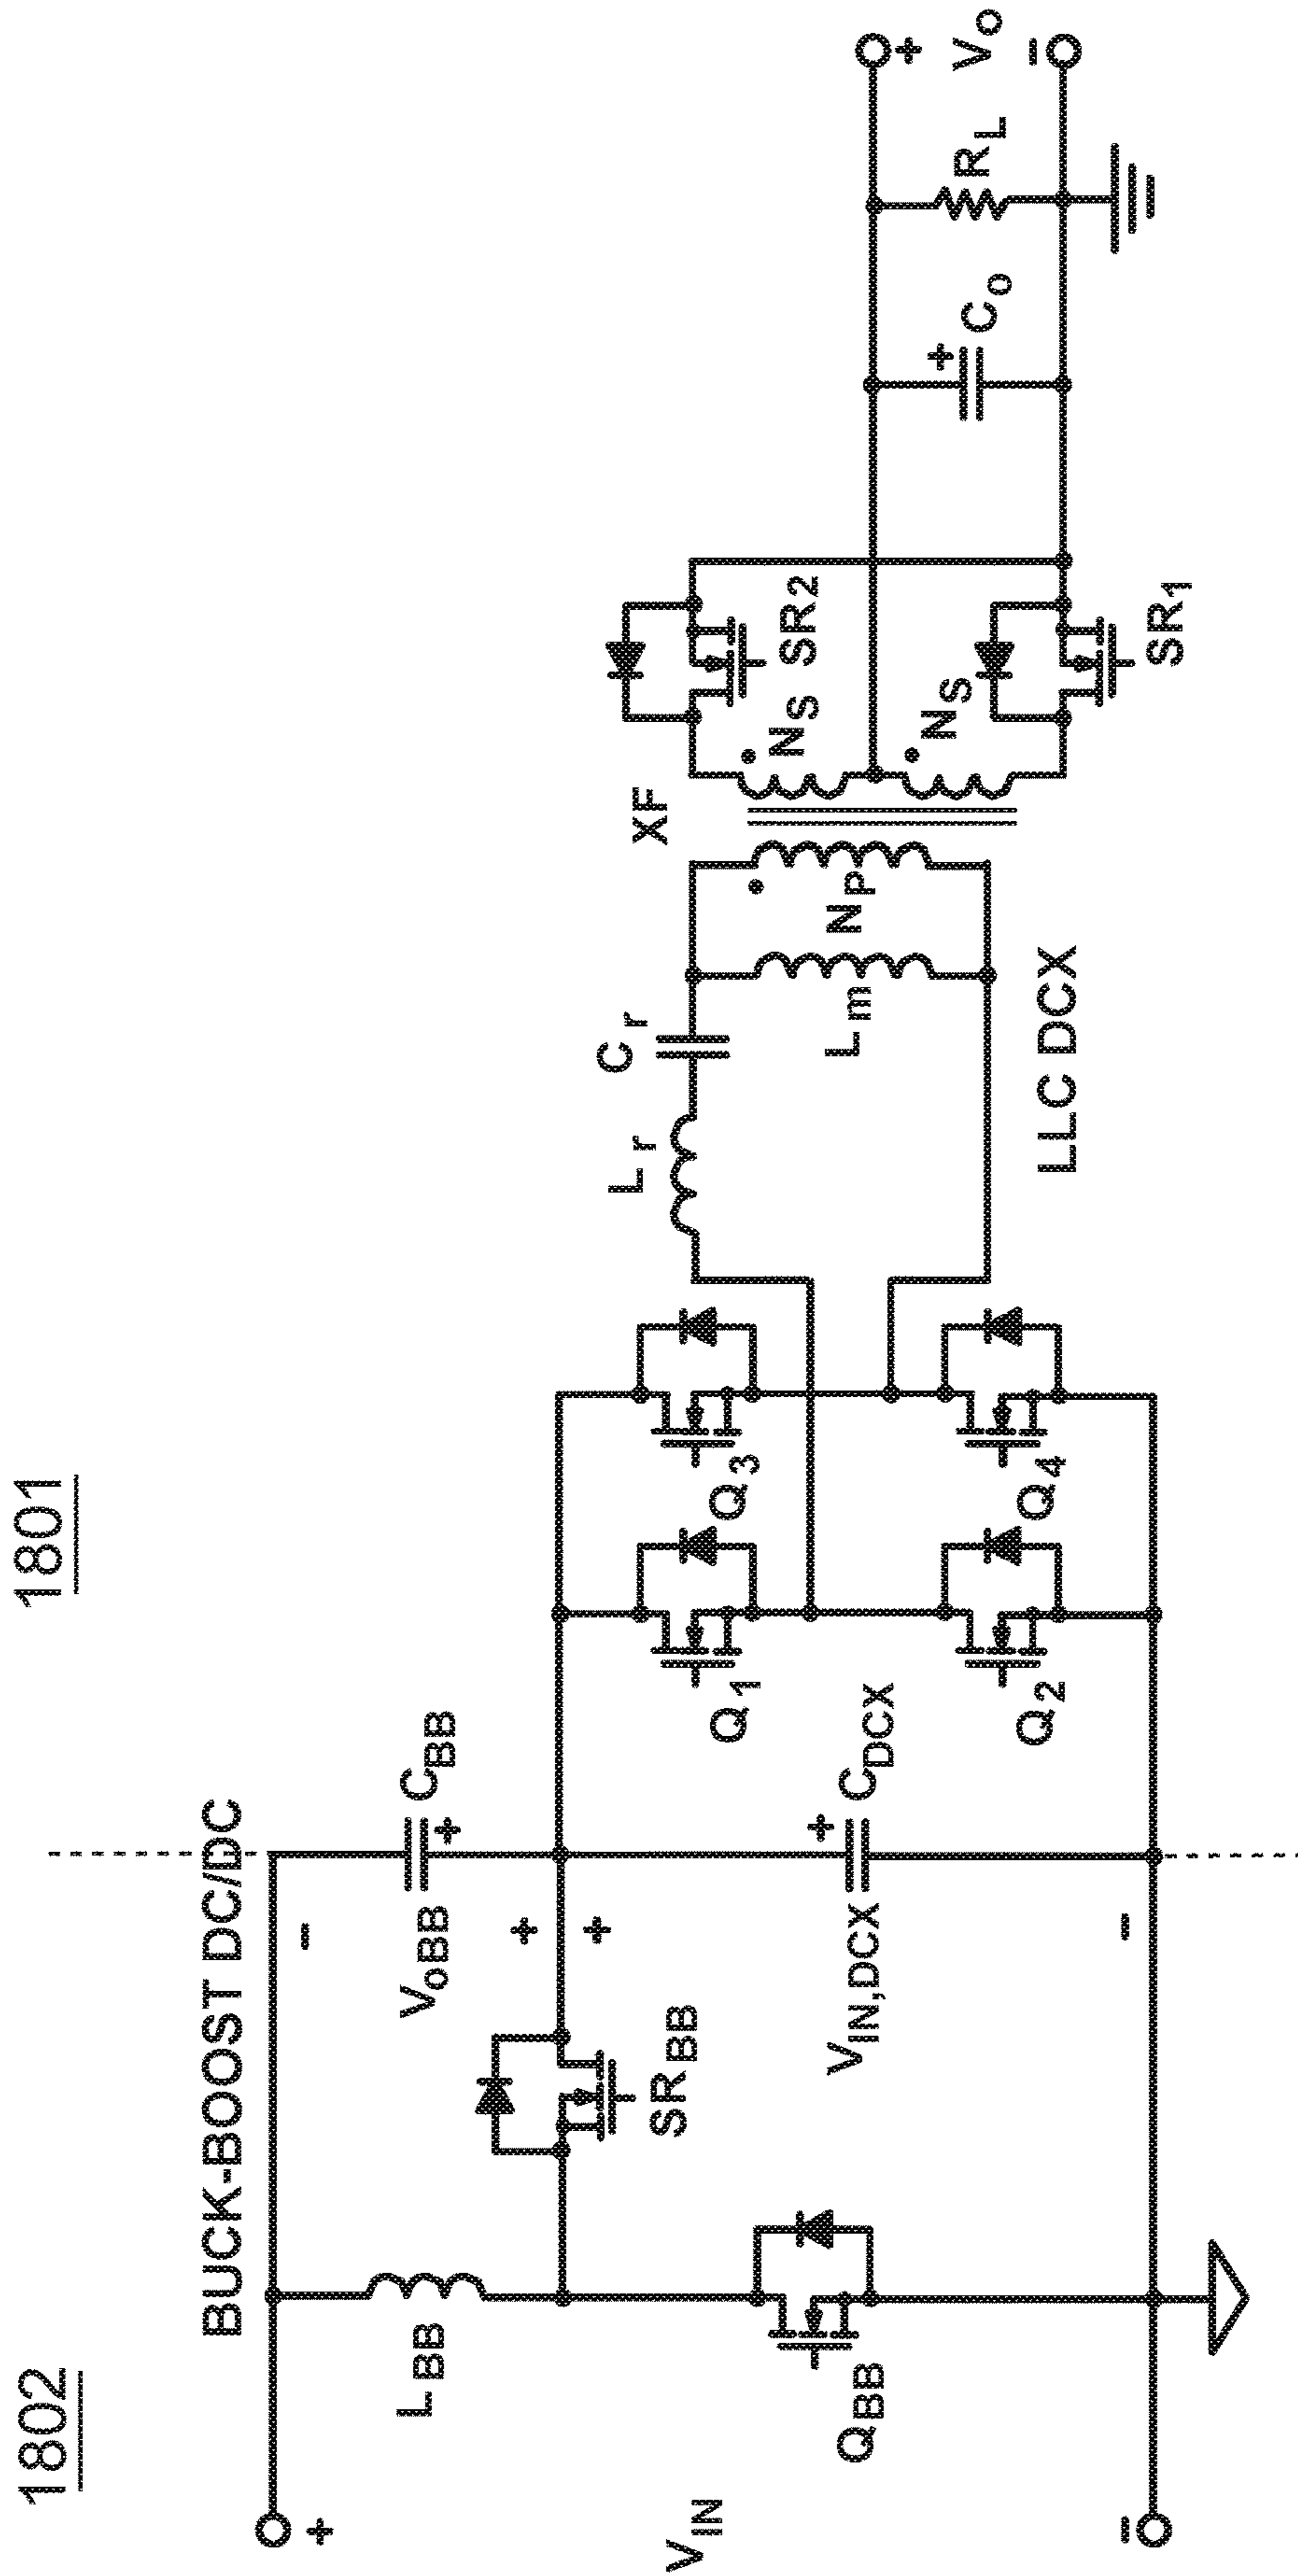 1802
1801
BUCK-BOOST DC/DC
V_IN
+
−
L_BB
Q_BB
SR_BB
V_oBB
−
+
C_BB
+
+
V_IN,DCX
−
+
C_DCX
Q_1
Q_2
Q_3
Q_4
L_r
C_r
L_m
N_P
XF
LLC DCX
N_S
N_S
SR_2
SR_1
+
C_O
R_L
+
V_O
−